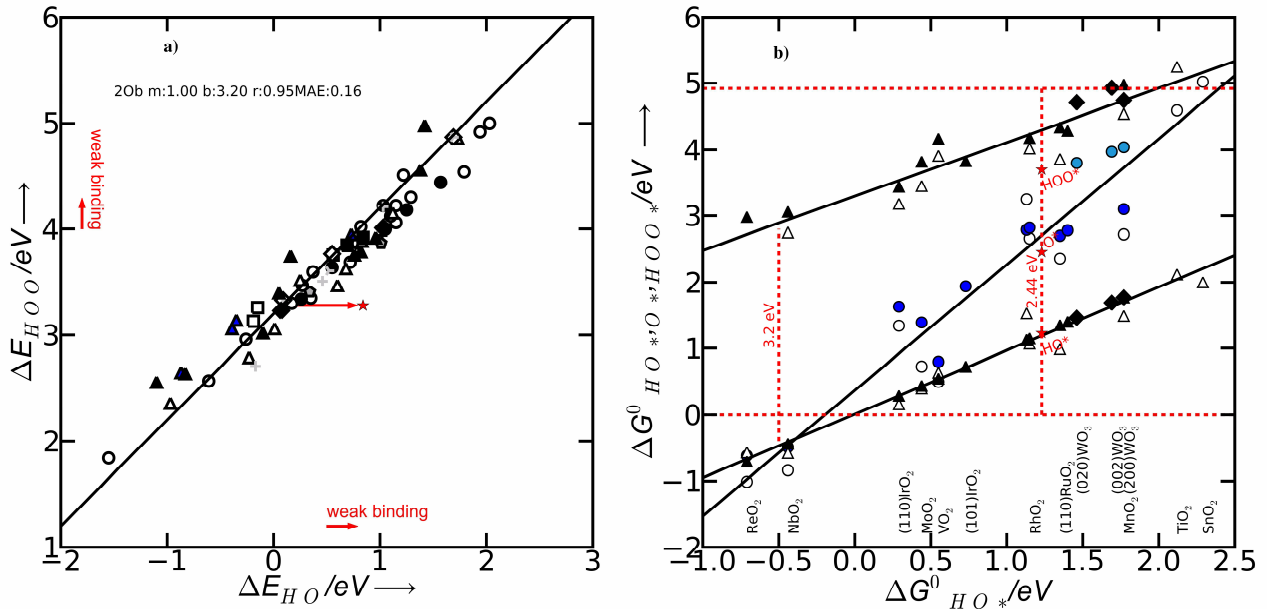 a)
2Ob m:1.00 b:3.20 r:0.95MAE:0.16
weak bincing
weak binding
6
5
4
3
2
1
−2
−1
0
1
2
3
ΔE_HOO/eV→
ΔE_HO/eV→
b)
6
5
4
3
2
1
0
−1
−2
-1.0
−0.5
0.0
0.5
1.0
1.5
2.0
2.5
ΔG⁰_HO*,O*,HOO*/eV→
ΔG⁰_HO*/eV
3.2 eV
2.44 eV
HOO*
O*
HO*
ReO₂
NbO₂
(110)IrO₂
MoO₂
VO₂
(101)IrO₂
RhO₂
(110)RuO₂
(020)WO₃
(002)WO₃
(200)WO₃
MnO₂
TiO₂
SnO₂